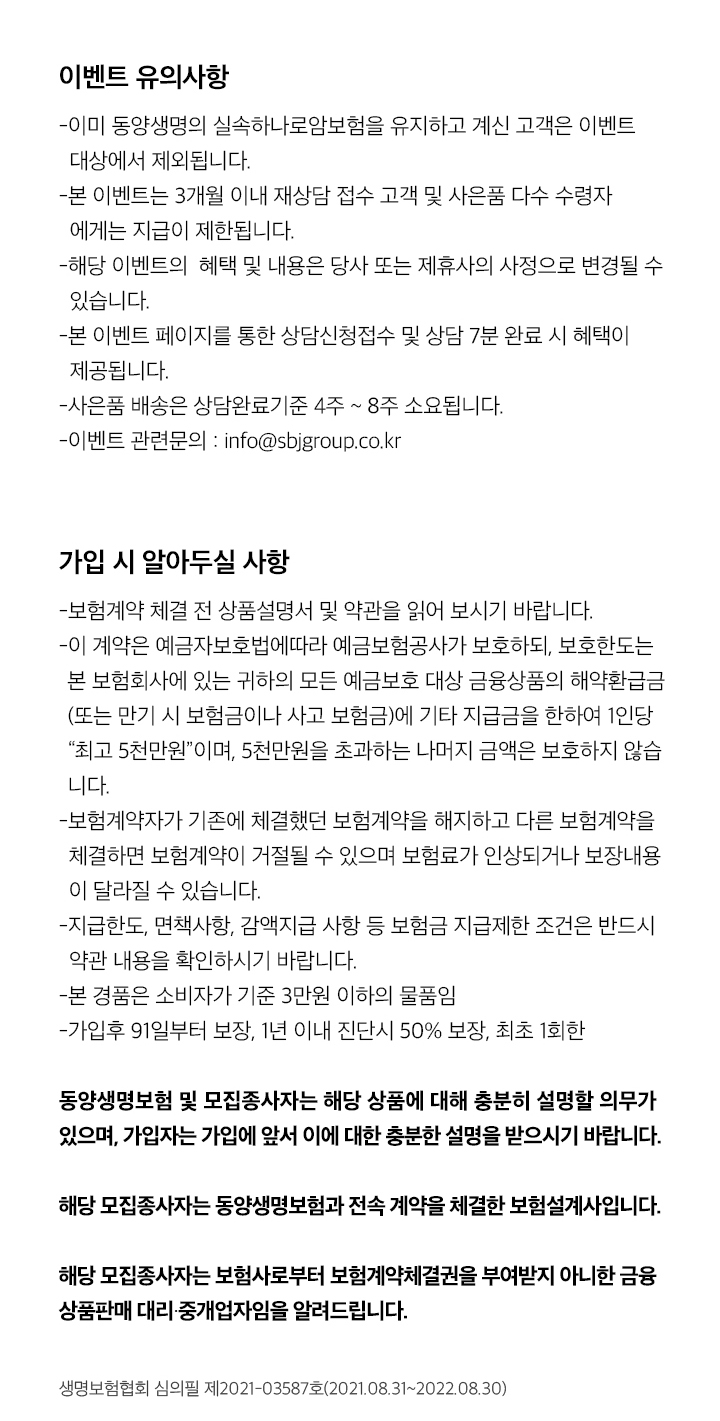 이벤트 유의사항
-이미 동양생명의 실속하나로암보험을 유지하고 계신 고객은 이벤트
대상에서 제외됩니다.
-본 이벤트는 3개월 이내 재상담 접수 고객 및 사은품 다수 수령자
에게는 지급이 제한됩니다.
-해당 이벤트의  혜택 및 내용은 당사 또는 제휴사의 사정으로 변경될 수
있습니다.
-본 이벤트 페이지를 통한 상담신청접수 및 상담 7분 완료 시 혜택이
제공됩니다.
-사은품 배송은 상담완료기준 4주 ~ 8주 소요됩니다.
-이벤트 관련문의 : info@sbjgroup.co.kr
가입 시 알아두실 사항
-보험계약 체결 전 상품설명서 및 약관을 읽어 보시기 바랍니다.
-이 계약은 예금자보호법에따라 예금보험공사가 보호하되, 보호한도는
본 보험회사에 있는 귀하의 모든 예금보호 대상 금융상품의 해약환급금
(또는 만기 시 보험금이나 사고 보험금)에 기타 지급금을 한하여 1인당
“최고 5천만원”이며, 5천만원을 초과하는 나머지 금액은 보호하지 않습
니다.
-보험계약자가 기존에 체결했던 보험계약을 해지하고 다른 보험계약을
체결하면 보험계약이 거절될 수 있으며 보험료가 인상되거나 보장내용
이 달라질 수 있습니다.
-지급한도, 면책사항, 감액지급 사항 등 보험금 지급제한 조건은 반드시
약관 내용을 확인하시기 바랍니다.
-본 경품은 소비자가 기준 3만원 이하의 물품임
-가입후 91일부터 보장, 1년 이내 진단시 50% 보장, 최초 1회한
동양생명보험 및 모집종사자는 해당 상품에 대해 충분히 설명할 의무가
있으며, 가입자는 가입에 앞서 이에 대한 충분한 설명을 받으시기 바랍니다.
해당 모집종사자는 동양생명보험과 전속 계약을 체결한 보험설계사입니다.
해당 모집종사자는 보험사로부터 보험계약체결권을 부여받지 아니한 금융
상품판매 대리·중개업자임을 알려드립니다.
생명보험협회 심의필 제2021-03587호(2021.08.31~2022.08.30)